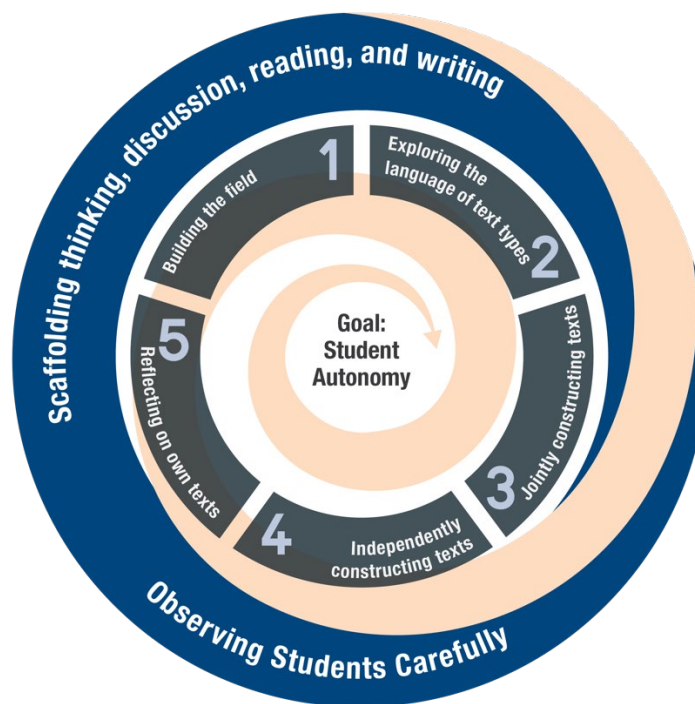 Scaffolding thinking, discussion, reading, and writing
1
Building the field
Exploring the
language of text types
2
3
Jointly constructing texts
4
Independently
constructing texts
5
Reflecting on own texts
Goal:
Student
Autonomy
Observing Students Carefully